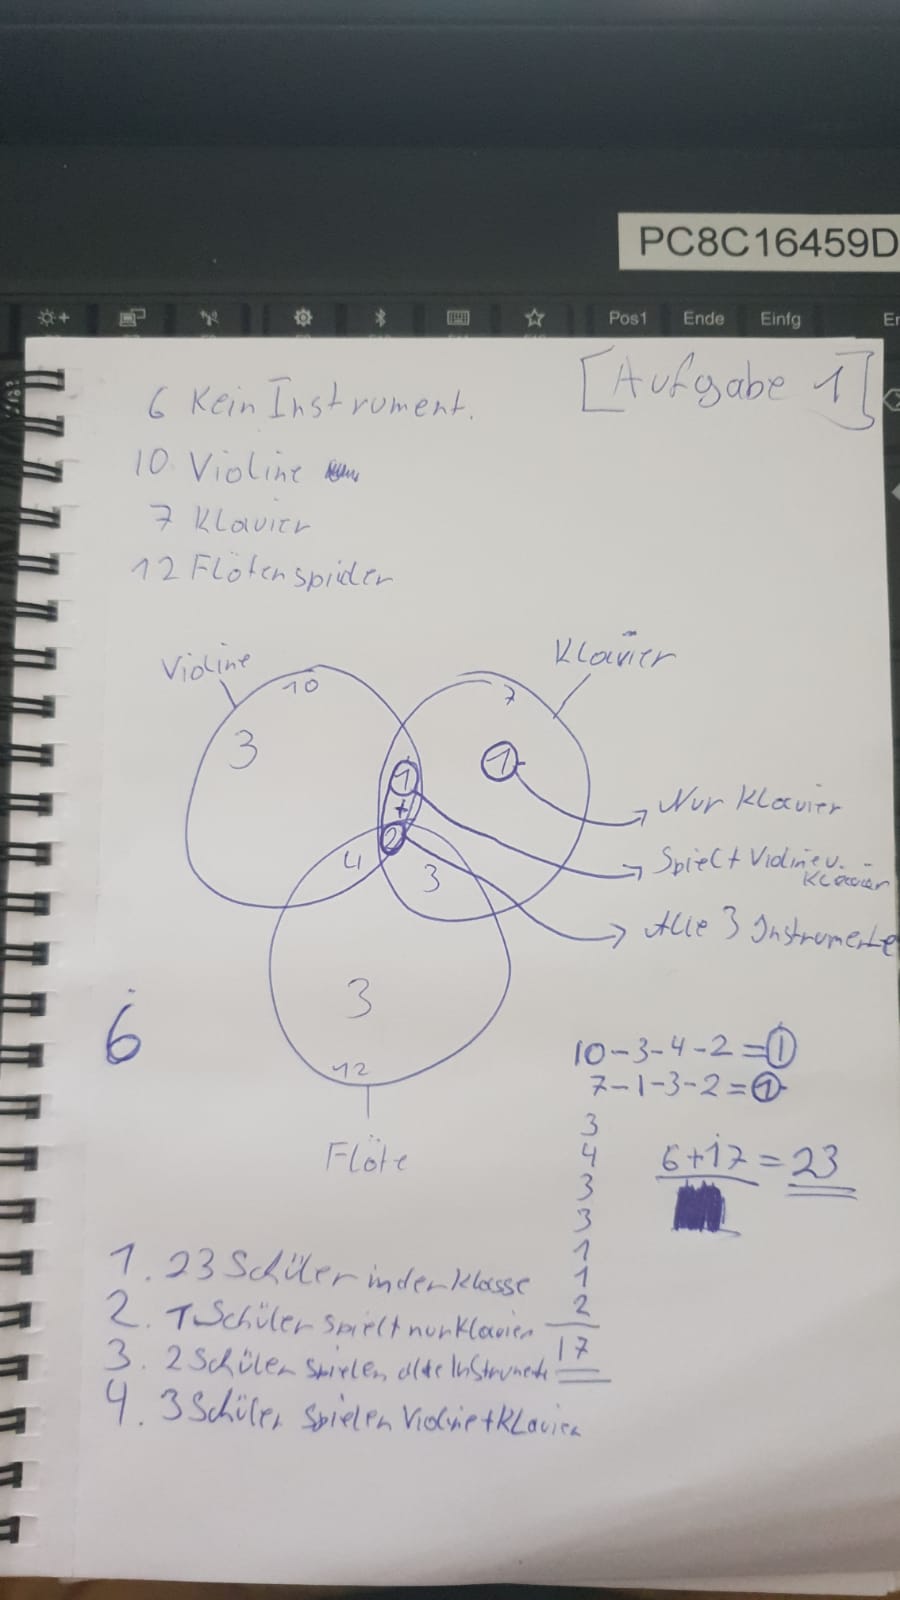 PC8C16459D
Pos1 Ende Einfg
[Aufgabe 1]
6 Kein Instrument.
10 Violine
7 Klavier
12 Flötenspieler
Violine
Klavier
10
7
3
1
1
+
2
4
3
3
12
Flöte
Nur Klavier
Spielt Violine u. Klavier
Alle 3 Instrumente
6
10-3-4-2=1
7-1-3-2=1
3
4
3
3
1
1
2
17
6+17=23
1. 23 Schüler in der Klasse
2. 1 Schüler spielt nur Klavier
3. 2 Schüler spielen alle Instrumente
4. 3 Schüler spielen Violine+Klavier